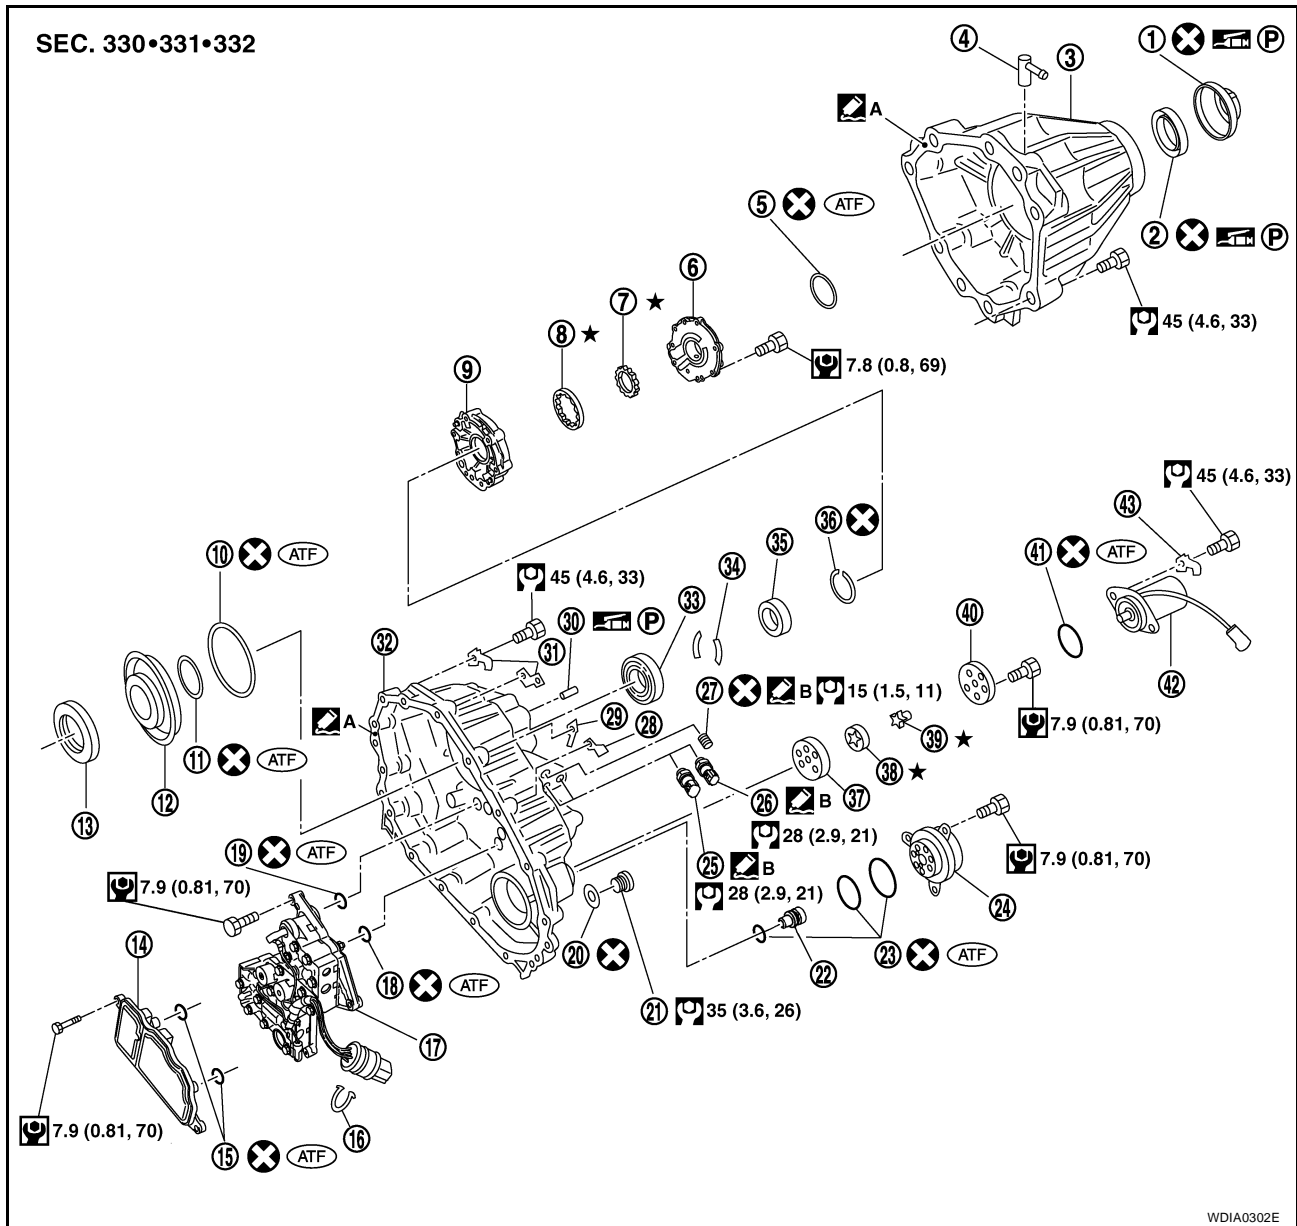 SEC. 330•331•332
4
3
1 P
A
5 ATF
2 P
6
7 ★
45 (4.6, 33)
8 ★
7.8 (0.8, 69)
9
45 (4.6, 33)
36
43
35
41 ATF
10 ATF
34
45 (4.6, 33)
33
40
30 P
32
31
42
27 B 15 (1.5, 11)
A
29
28
7.9 (0.81, 70)
39 ★
38 ★
11 ATF
37
12
26 B
13
28 (2.9, 21)
19 ATF
25 B
7.9 (0.81, 70)
7.9 (0.81, 70)
28 (2.9, 21)
24
14
20
22
23 ATF
18 ATF
21 35 (3.6, 26)
17
7.9 (0.81, 70)
16
15 ATF
WDIA0302E